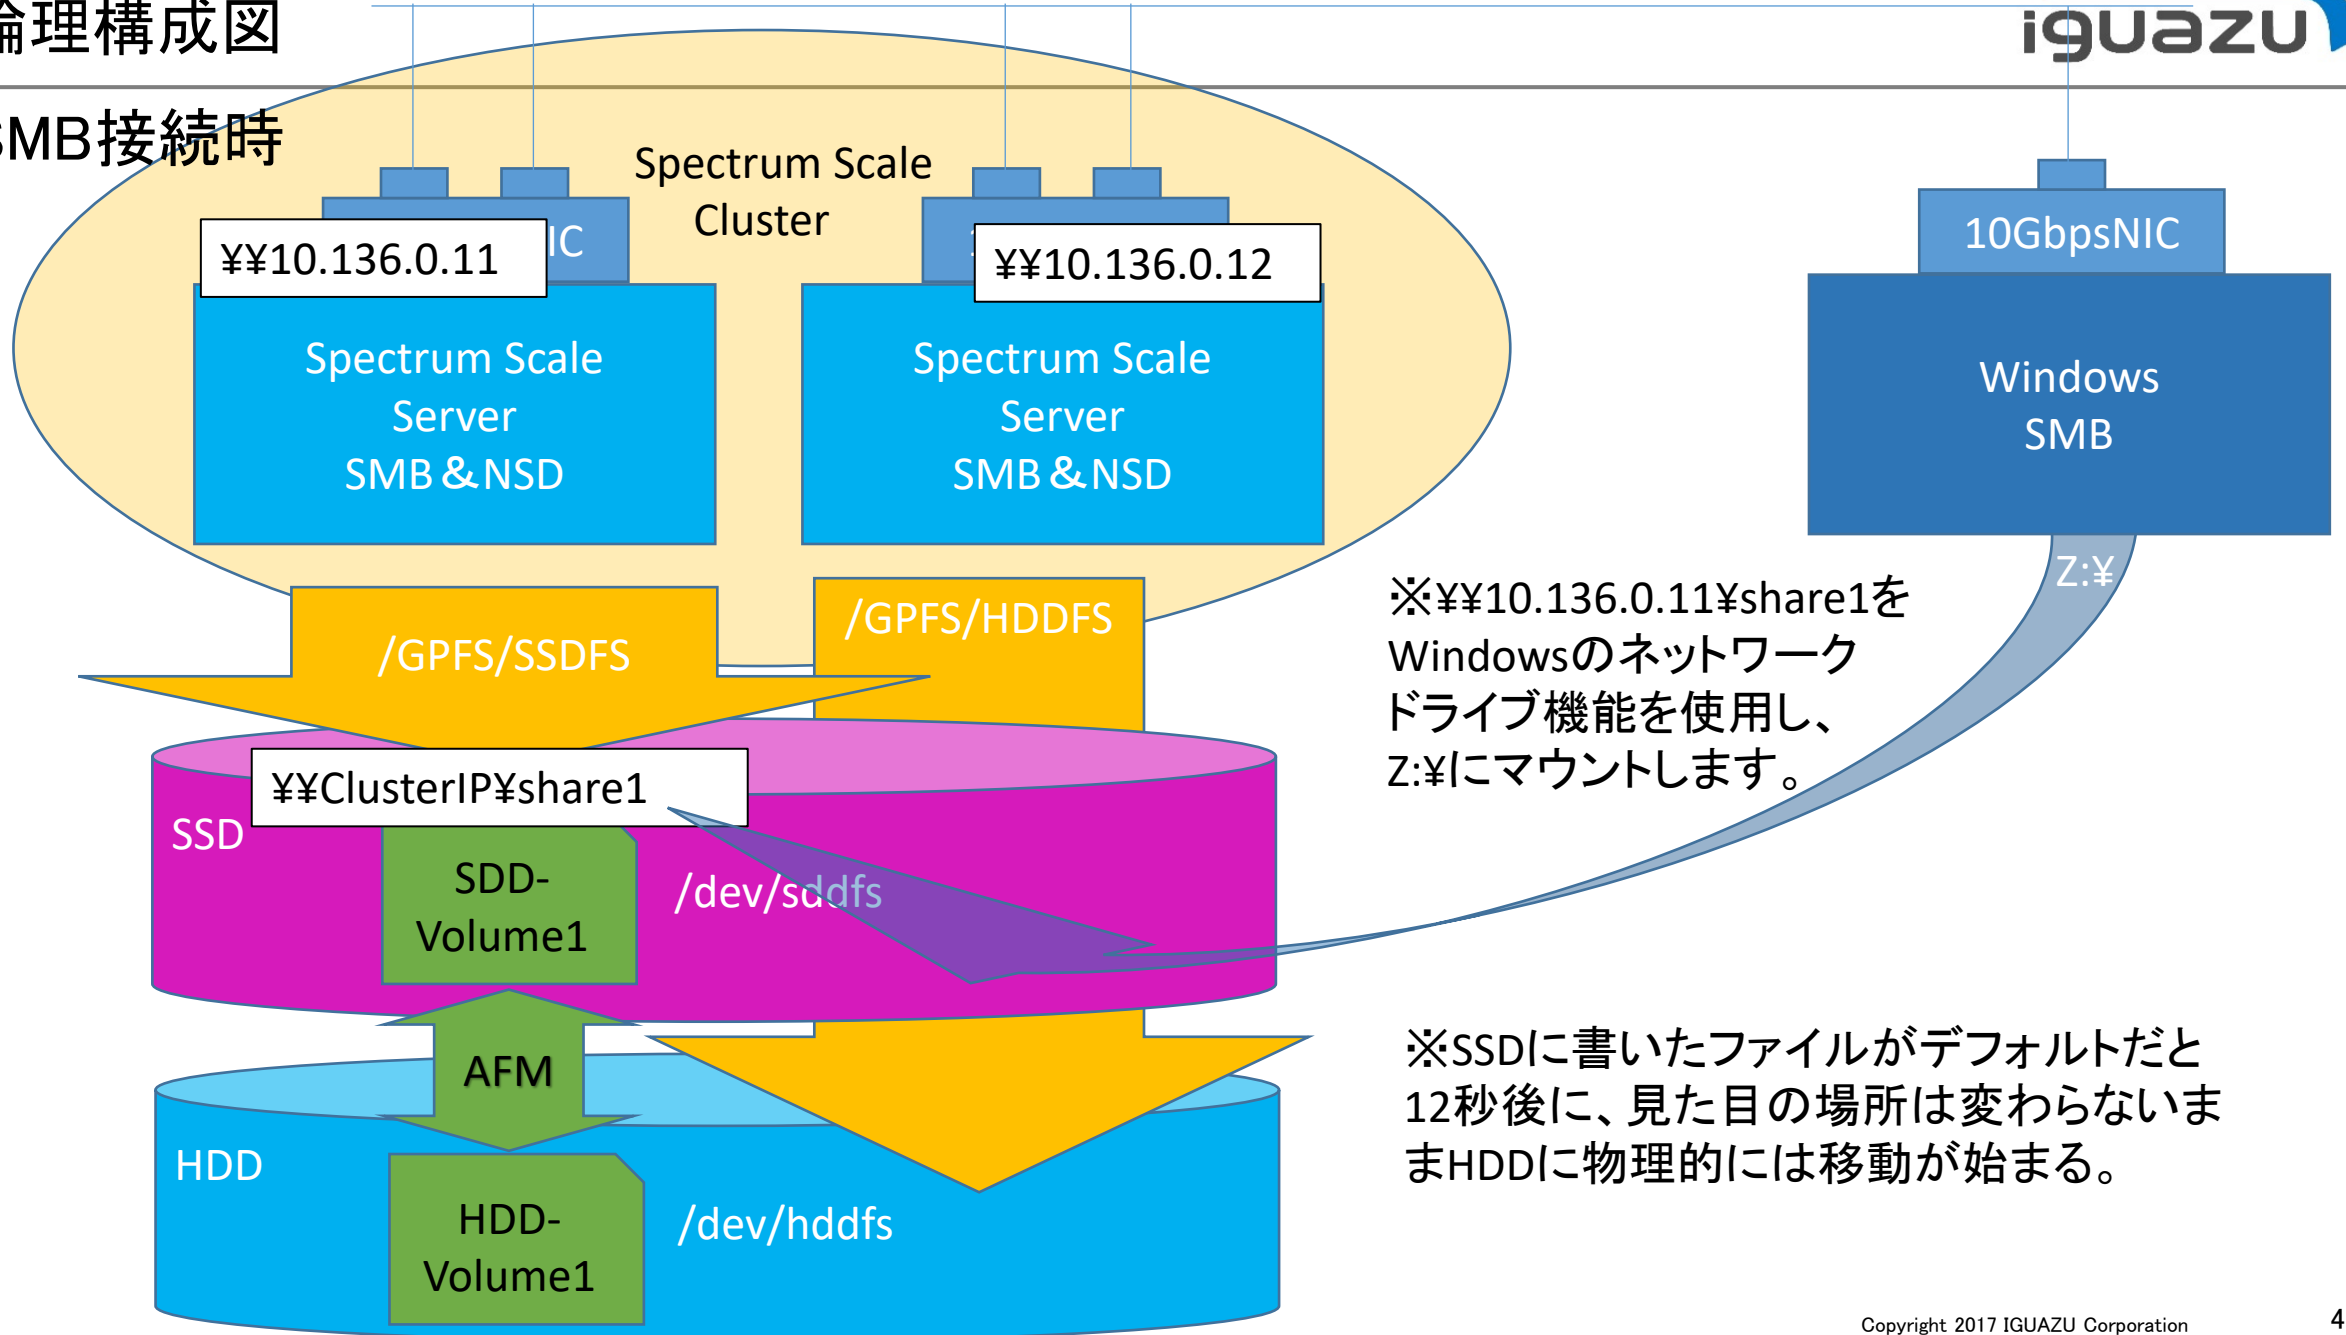 論理構成図
iguazu
SMB接続時
Spectrum Scale
Cluster
¥¥10.136.0.11
IC
¥¥10.136.0.12
10GbpsNIC
Spectrum Scale
Server
SMB＆NSD
Spectrum Scale
Server
SMB＆NSD
Windows
SMB
Z:¥
/GPFS/SSDFS
/GPFS/HDDFS
※¥¥10.136.0.11¥share1を
Windowsのネットワーク
ドライブ機能を使用し、
Z:¥にマウントします。
¥¥ClusterIP¥share1
SSD
SDD-
Volume1
/dev/sddfs
AFM
※SSDに書いたファイルがデフォルトだと
12秒後に、見た目の場所は変わらないま
まHDDに物理的には移動が始まる。
HDD
HDD-
Volume1
/dev/hddfs
Copyright 2017 IGUAZU Corporation
4